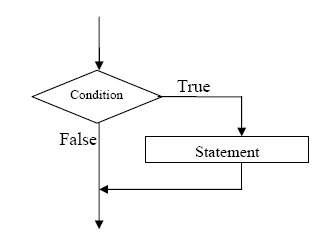 True
Condition
False
Statement